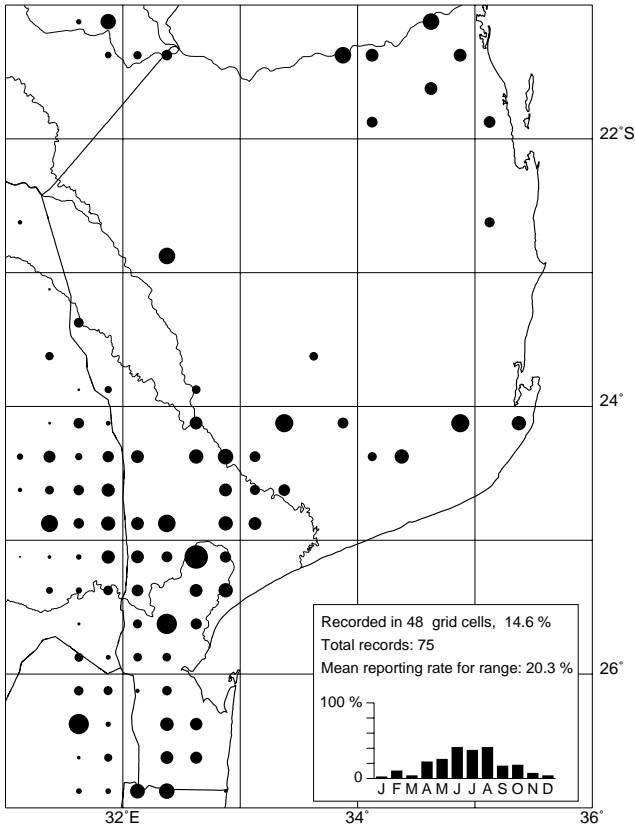 22°S
24°
Recorded in 48 grid cells, 14.6 %
Total records: 75
Mean reporting rate for range: 20.3 %
26°
100 %
0
J F M A M J J A S O N D
32°E 34° 36°